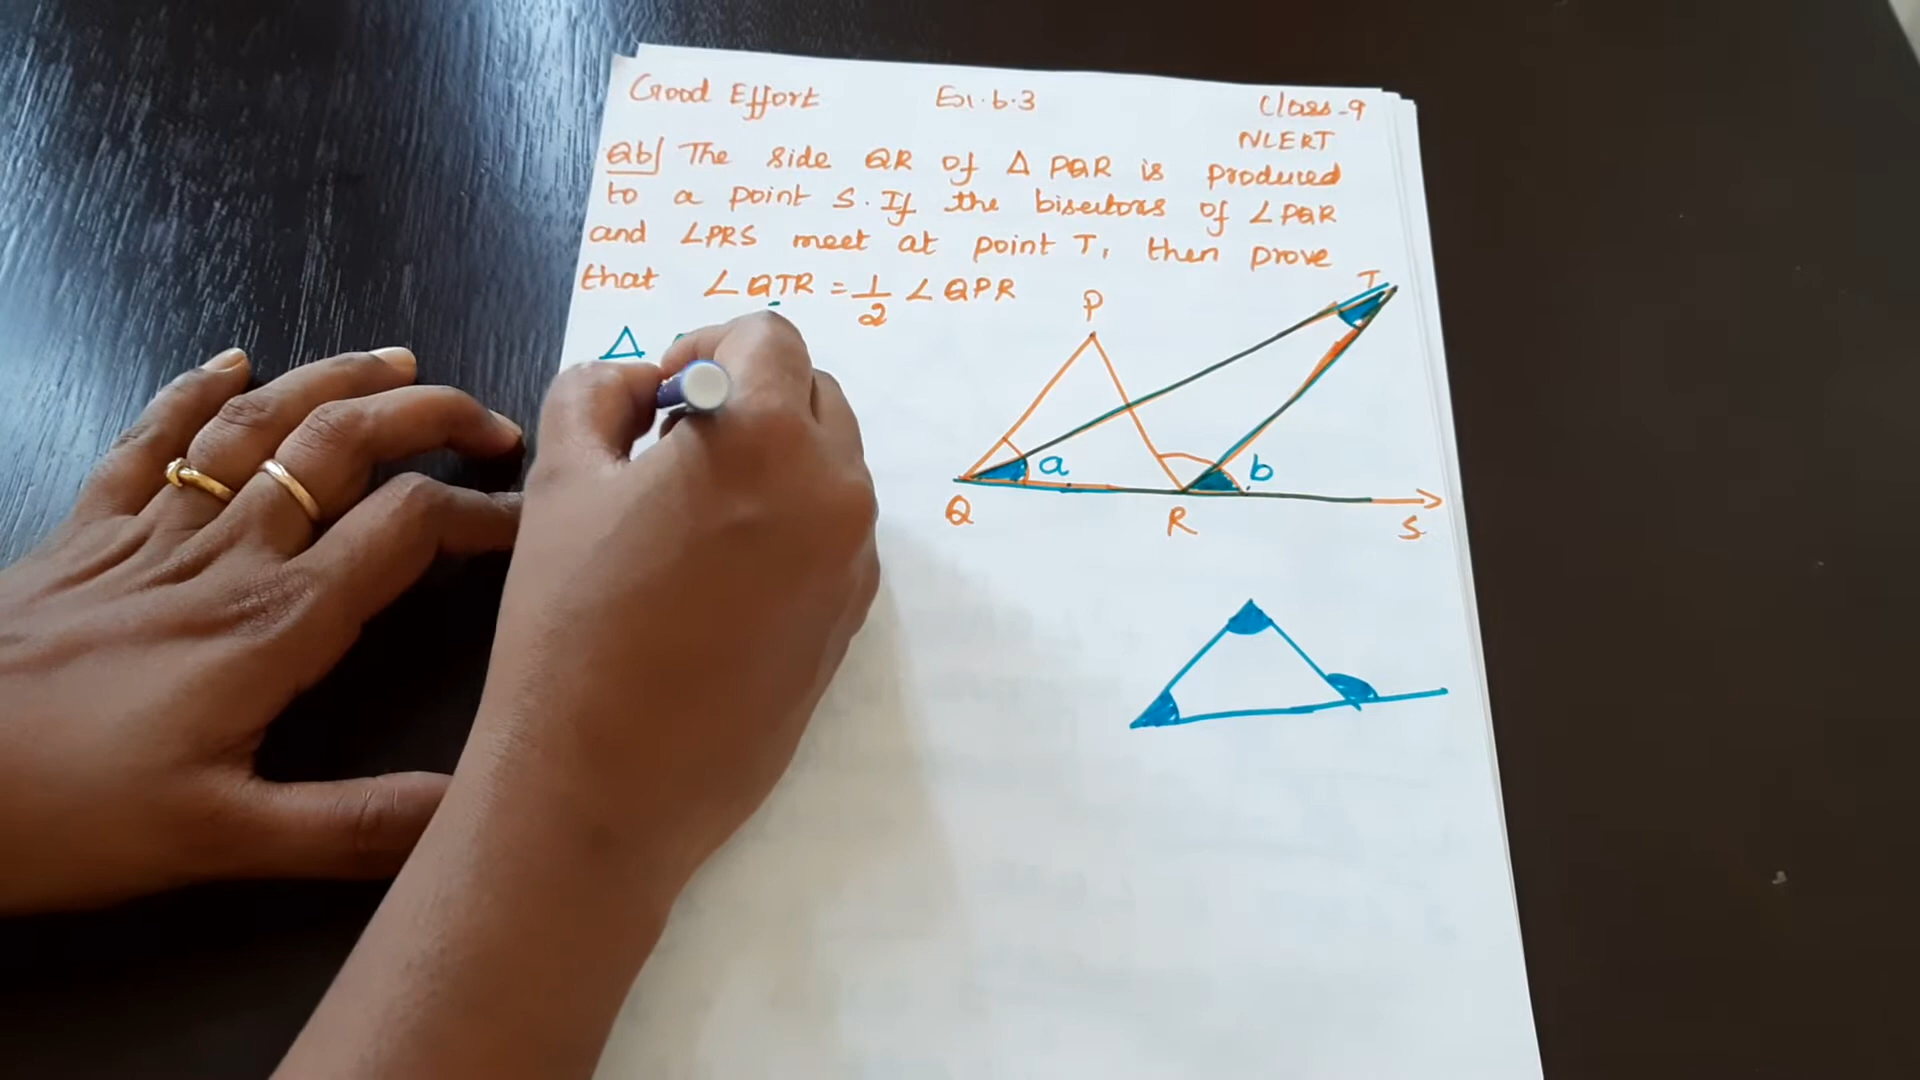 Good Effort Ex.6.3 Class-9
NCERT
Q6/ The side QR of Δ PQR is produced
to a point S. If the bisectors of ∠PQR
and ∠PRS meet at point T, then prove
that ∠QTR = 1/2 ∠QPR
T
P
a
b
Q
R
S
Δ